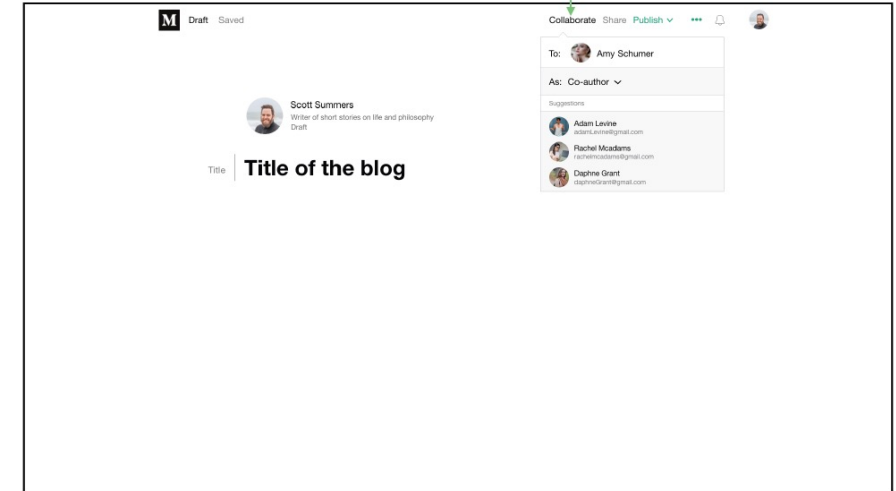 M Draft Saved Collaborate Share Publish
To: Amy Schumer
As: Co-author
Suggestions
Adam Levine
adamLevine@gmail.com
Rachel Mcadams
rachelmcadams@gmail.com
Daphne Grant
daphneGrant@gmail.com
Scott Summers
Writer of short stories on life and philosophy
Draft
Title Title of the blog